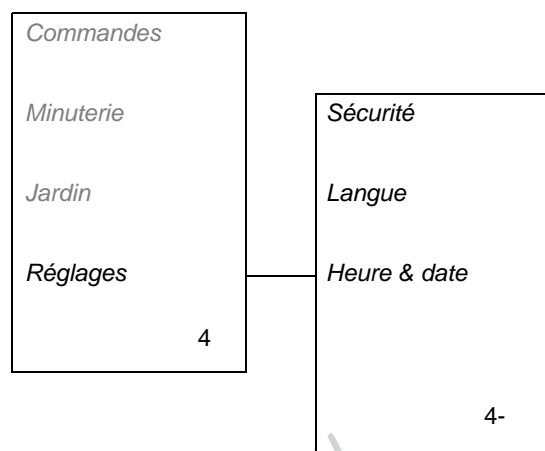 Commandes
Minuterie
Jardin
Réglages
4
Sécurité
Langue
Heure & date
4-